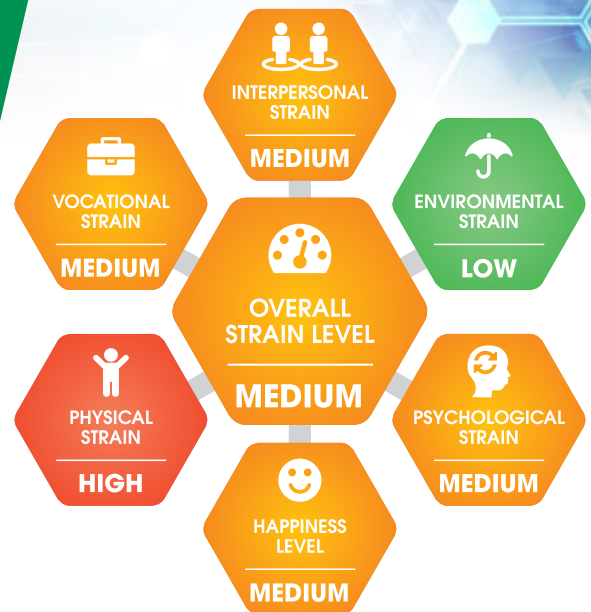 INTERPERSONAL
STRAIN
MEDIUM
VOCATIONAL
STRAIN
MEDIUM
ENVIRONMENTAL
STRAIN
LOW
OVERALL
STRAIN LEVEL
MEDIUM
PHYSICAL
STRAIN
HIGH
PSYCHOLOGICAL
STRAIN
MEDIUM
HAPPINESS
LEVEL
MEDIUM